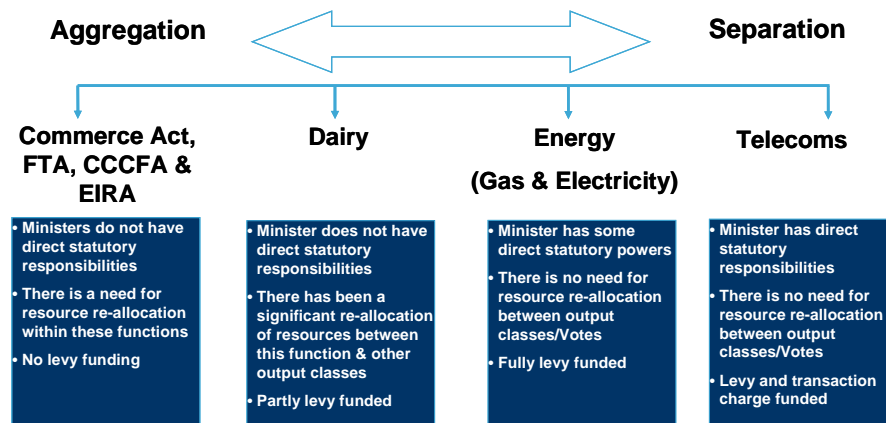 Aggregation
Separation
Commerce Act,
FTA, CCCFA &
EIRA
• Ministers do not have
direct statutory
responsibilities
• There is a need for
resource re-allocation
within these functions
• No levy funding
Dairy
• Minister does not have
direct statutory
responsibilities
• There has been a
significant re-allocation
of resources between
this function & other
output classes
• Partly levy funded
Energy
(Gas & Electricity)
• Minister has some
direct statutory powers
• There is no need for
resource re-allocation
between output
classes/Votes
• Fully levy funded
Telecoms
• Minister has direct
statutory
responsibilities
• There is no need for
resource re-allocation
between output
classes/Votes
• Levy and transaction
charge funded